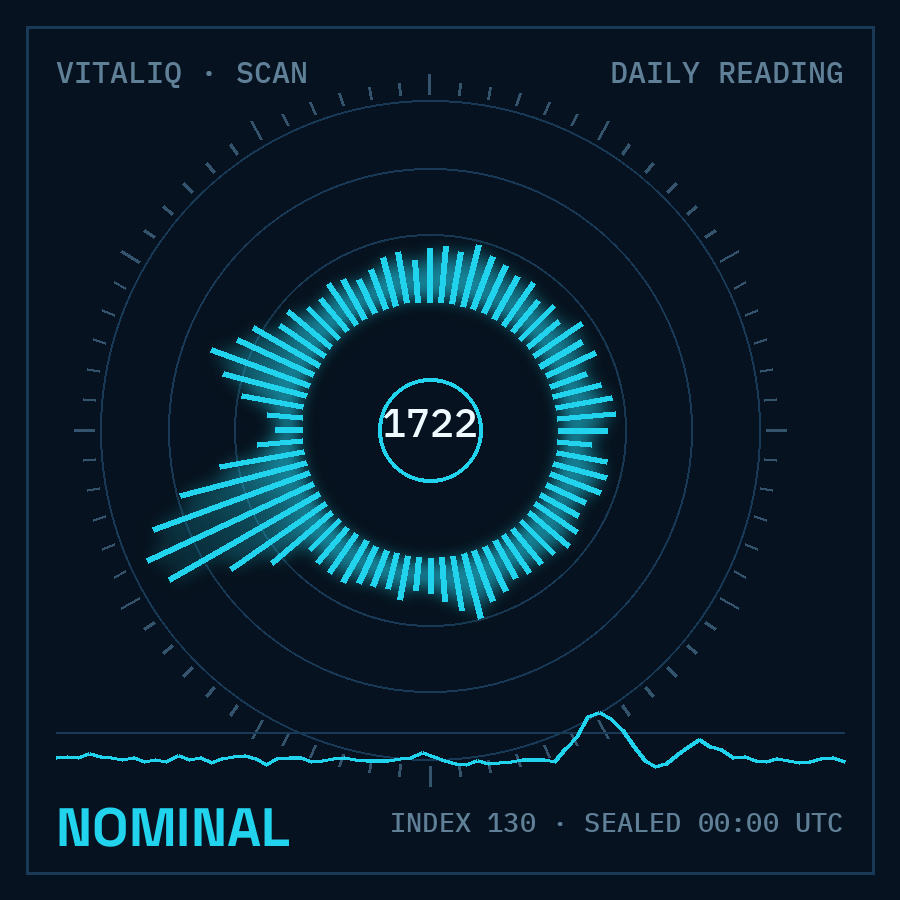 VITALIQ · SCAN
DAILY READING
1722
NOMINAL
INDEX 130 · SEALED 00:00 UTC